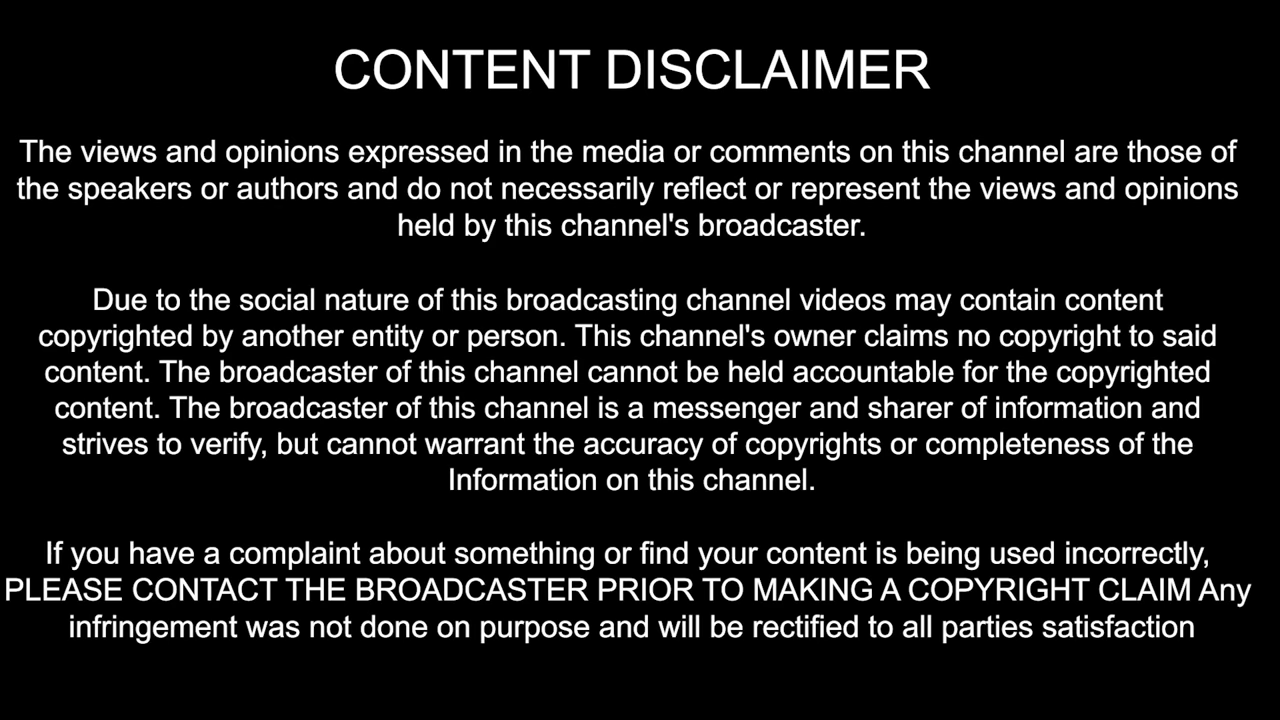 CONTENT DISCLAIMER
The views and opinions expressed in the media or comments on this channel are those of
the speakers or authors and do not necessarily reflect or represent the views and opinions
held by this channel's broadcaster.
Due to the social nature of this broadcasting channel videos may contain content
copyrighted by another entity or person. This channel's owner claims no copyright to said
content. The broadcaster of this channel cannot be held accountable for the copyrighted
content. The broadcaster of this channel is a messenger and sharer of information and
strives to verify, but cannot warrant the accuracy of copyrights or completeness of the
Information on this channel.
If you have a complaint about something or find your content is being used incorrectly,
PLEASE CONTACT THE BROADCASTER PRIOR TO MAKING A COPYRIGHT CLAIM Any
infringement was not done on purpose and will be rectified to all parties satisfaction